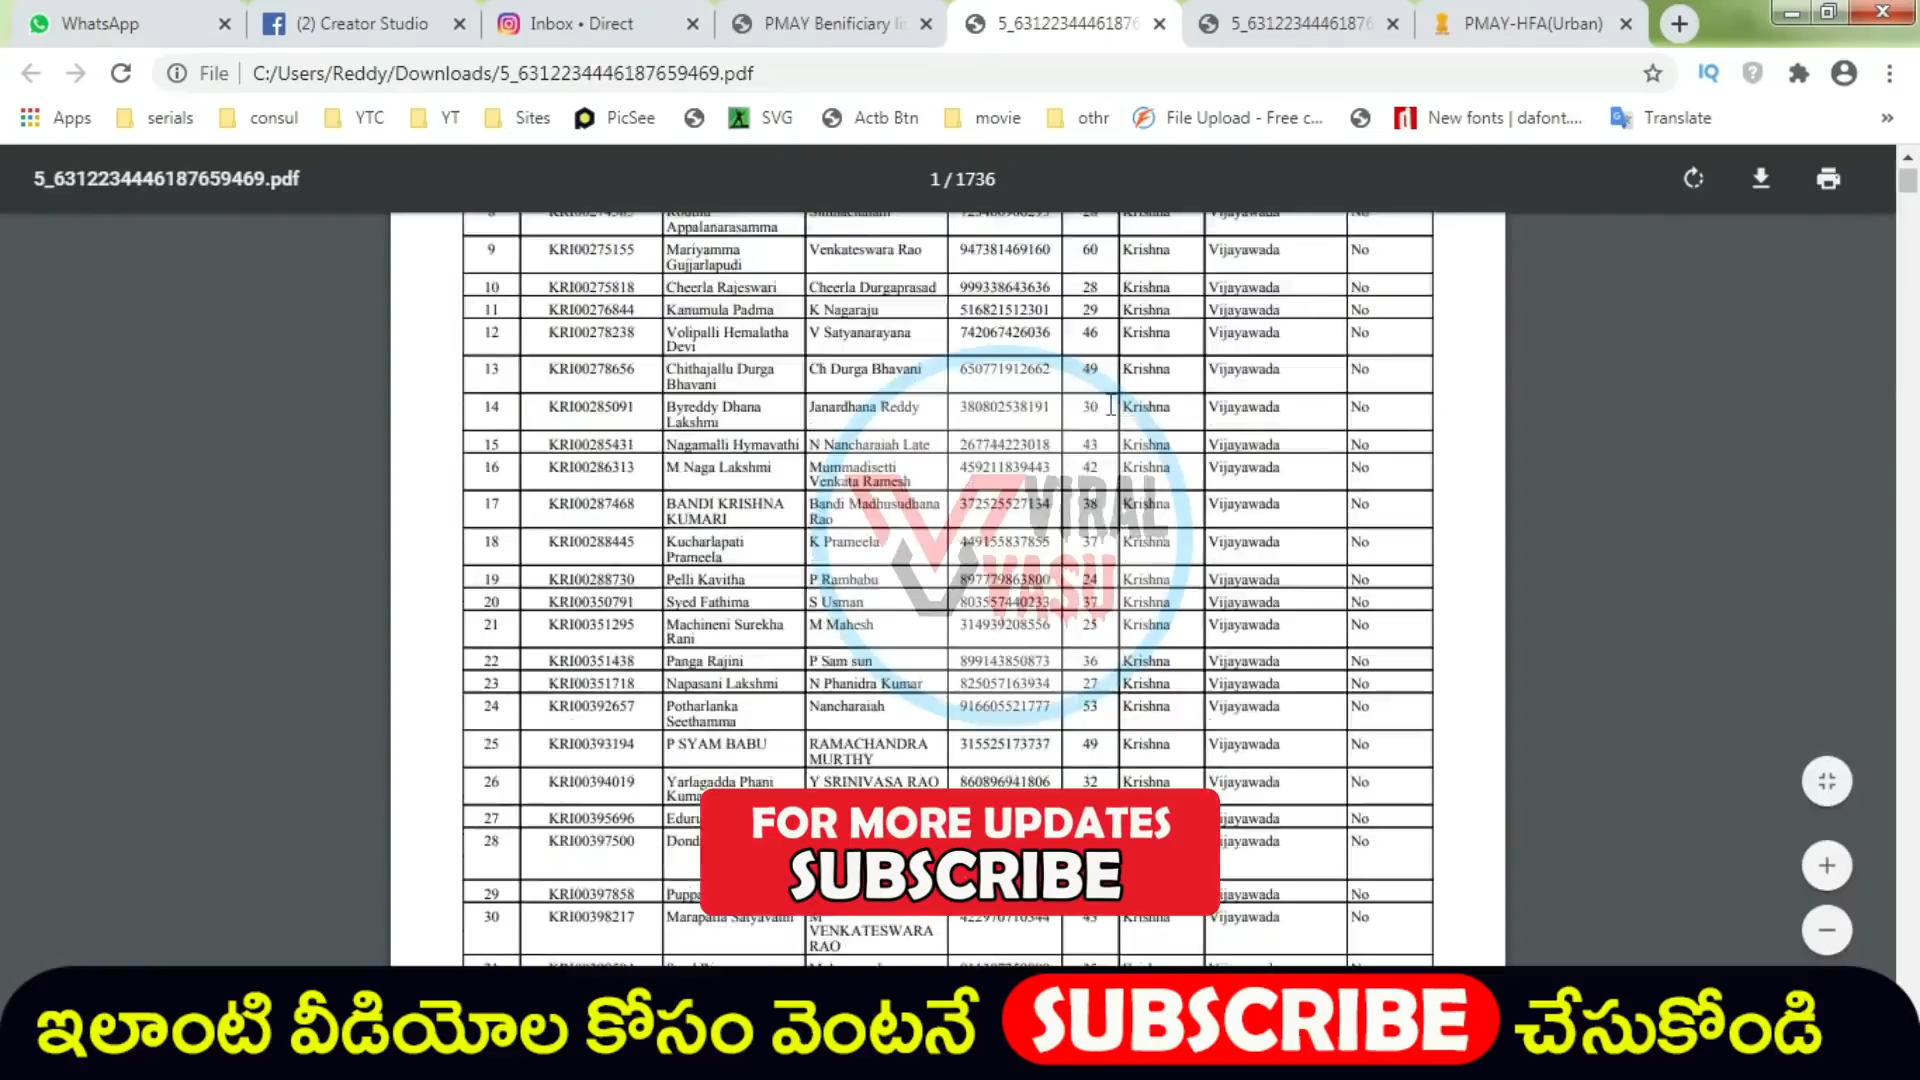 WhatsApp
(2) Creator Studio
Inbox • Direct
PMAY Benificiary li
5_63122344461876
5_63122344461876
PMAY-HFA(Urban)
File C:/Users/Reddy/Downloads/5_6312234446187659469.pdf
Apps serials consul YTC YT Sites PicSee SVG Actb Btn movie othr File Upload - Free c... New fonts | dafont.... Translate »
5_6312234446187659469.pdf 1 / 1736
Appalanarasamma
9 KRI00275155 Mariyamma Venkateswara Rao 947381469160 60 Krishna Vijayawada No
Gujjarlapudi
10 KRI00275818 Cheerla Rajeswari Cheerla Durgaprasad 999338643636 28 Krishna Vijayawada No
11 KRI00276844 Kanumula Padma K Nagaraju 516821512301 29 Krishna Vijayawada No
12 KRI00278238 Volipalli Hemalatha V Satyanarayana 742067426036 46 Krishna Vijayawada No
Devi
13 KRI00278656 Chithajallu Durga Ch Durga Bhavani 650771912662 49 Krishna Vijayawada No
Bhavani
14 KRI00285091 Byreddy Dhana Janardhana Reddy 380802538191 30 Krishna Vijayawada No
Lakshmi
15 KRI00285431 Nagamalli Hymavathi N Nancharaiah Late 267744223018 43 Krishna Vijayawada No
16 KRI00286313 M Naga Lakshmi Mummadisetti 459211839443 42 Krishna Vijayawada No
Venkata Ramesh
17 KRI00287468 BANDI KRISHNA Bandi Madhusudhana 372525527134 38 Krishna Vijayawada No
KUMARI Rao
18 KRI00288445 Kucharlapati K Prameela 449155837855 37 Krishna Vijayawada No
Prameela
19 KRI00288730 Pelli Kavitha P Rambabu 897779863800 24 Krishna Vijayawada No
20 KRI00350791 Syed Fathima S Usman 803557440233 37 Krishna Vijayawada No
21 KRI00351295 Machineni Surekha M Mahesh 314939208556 25 Krishna Vijayawada No
Rani
22 KRI00351438 Panga Rajini P Sam sun 899143850873 36 Krishna Vijayawada No
23 KRI00351718 Napasani Lakshmi N Phanidra Kumar 825057163934 27 Krishna Vijayawada No
24 KRI00392657 Potharlanka Nancharaiah 916605521777 53 Krishna Vijayawada No
Seethamma
25 KRI00393194 P SYAM BABU RAMACHANDRA 315525173737 49 Krishna Vijayawada No
MURTHY
26 KRI00394019 Yarlagadda Phani Y SRINIVASA RAO 860896941806 32 Krishna Vijayawada No
27 KRI00395696 No
28 KRI00397500 No
29 KRI00397858 No
30 KRI00398217 Marapatla Satyavathi M Krishna Vijayawada No
VENKATESWARA
RAO
VIRAL
VASU
FOR MORE UPDATES
SUBSCRIBE
ఇలాంటి వీడియోల కోసం వెంటనే SUBSCRIBE చేసుకోండి